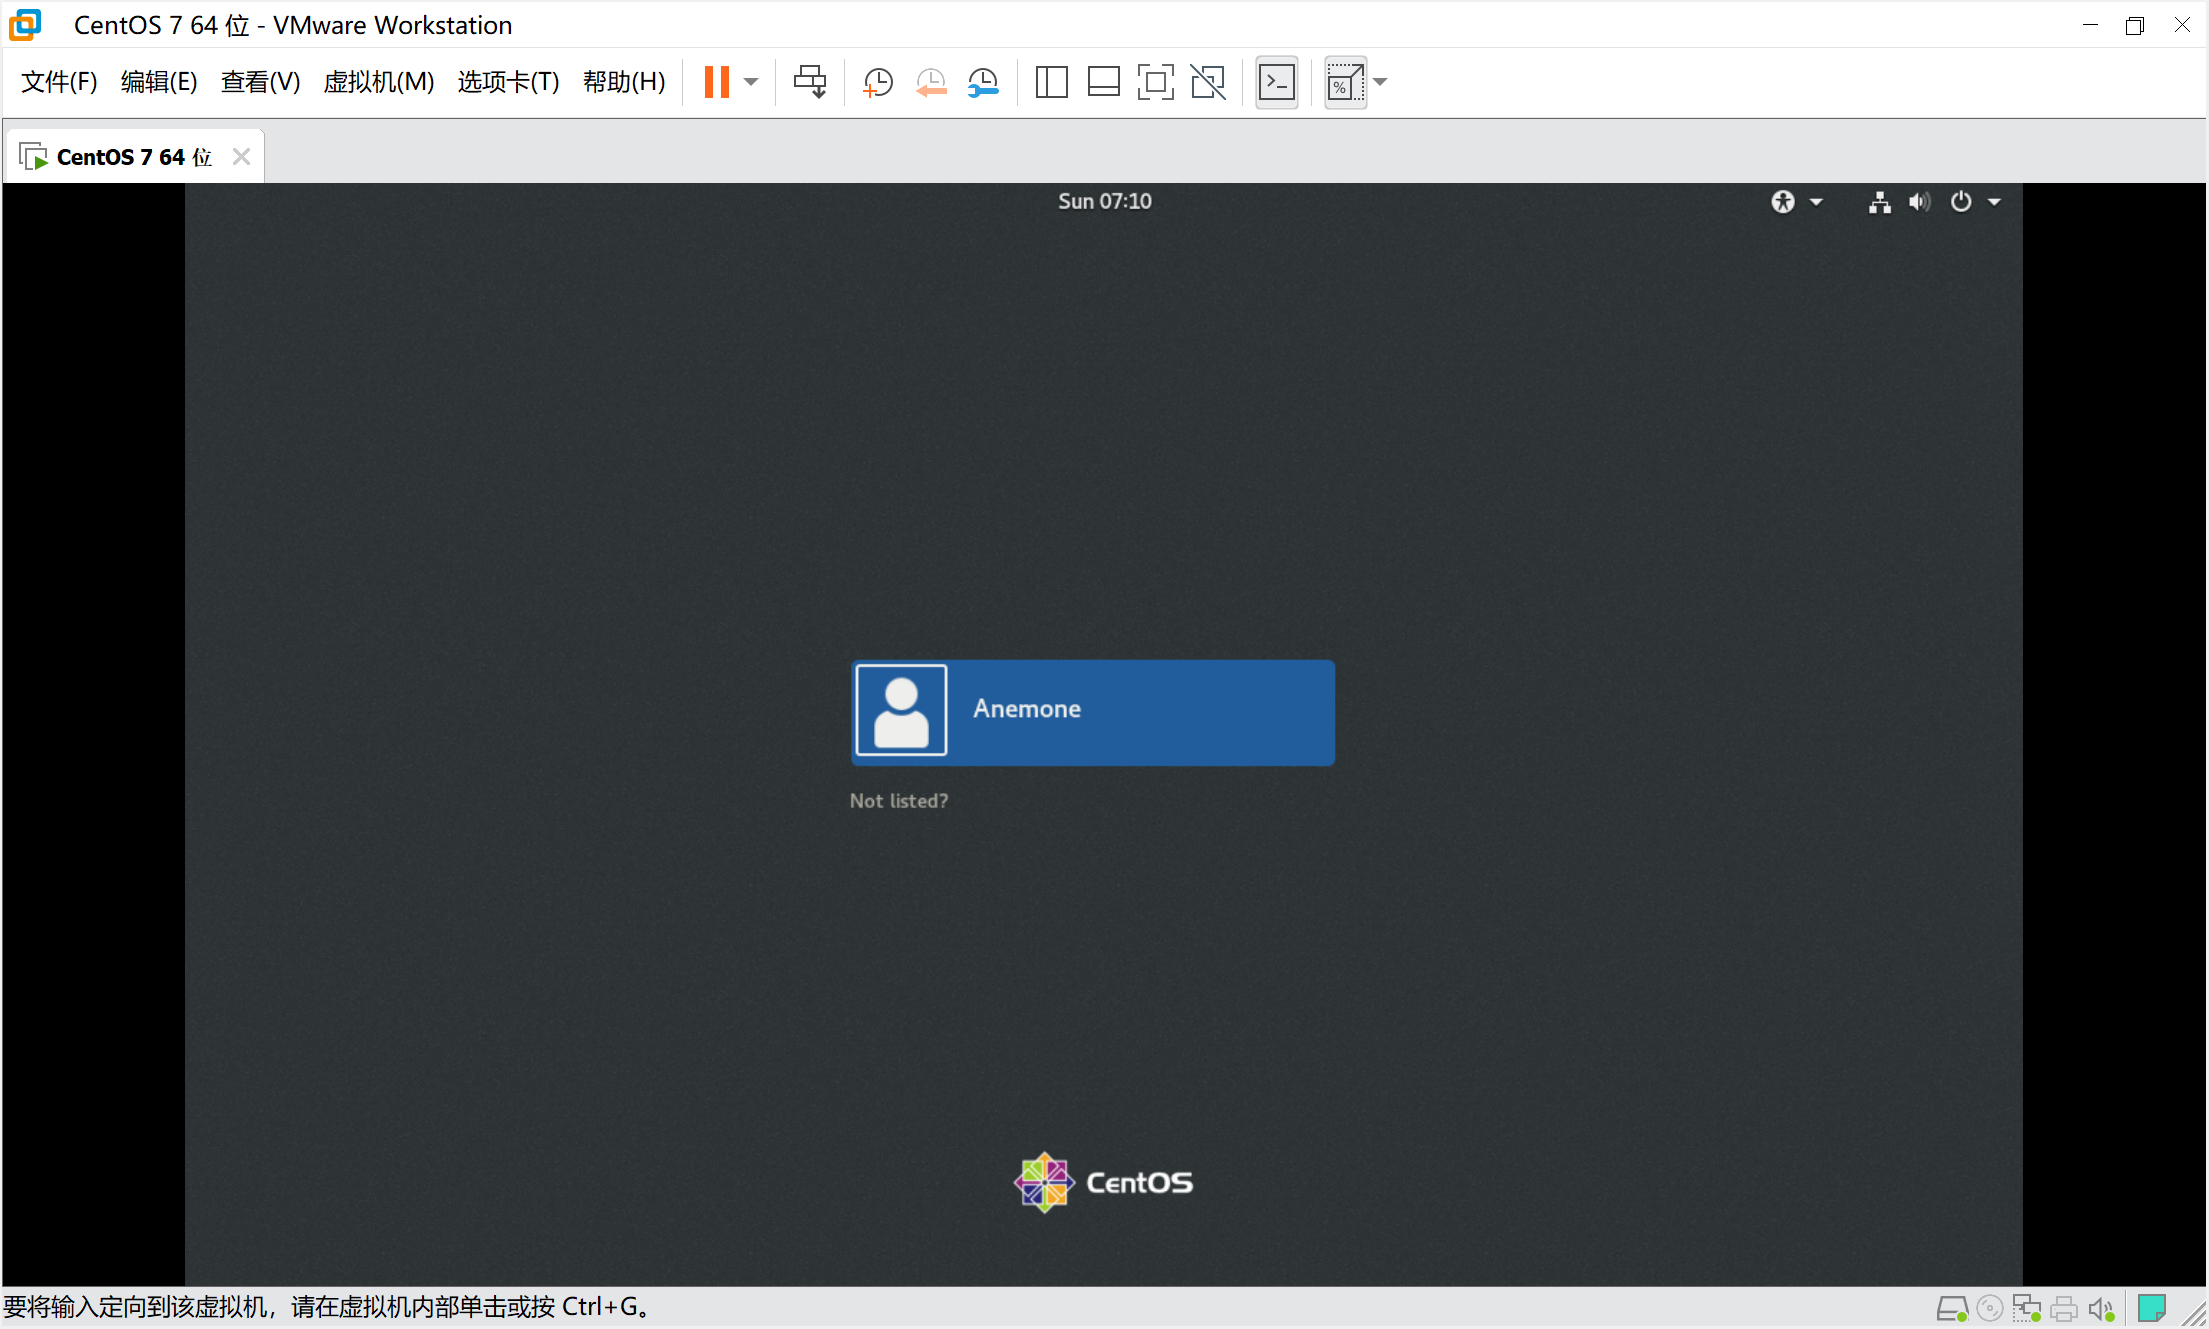 CentOS 7 64 位 - VMware Workstation
文件(F) 编辑(E) 查看(V) 虚拟机(M) 选项卡(T) 帮助(H)
CentOS 7 64 位
Sun 07:10
Anemone
Not listed?
CentOS
要将输入定向到该虚拟机，请在虚拟机内部单击或按 Ctrl+G。